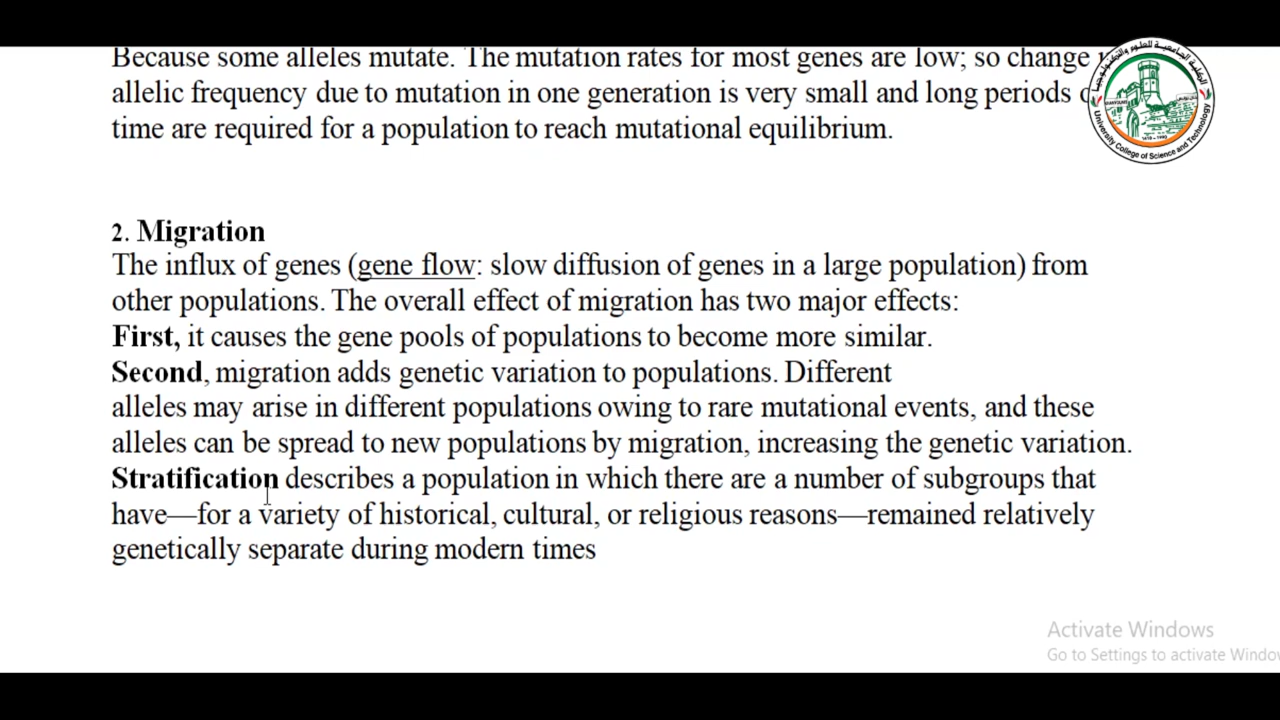 Because some alleles mutate. The mutation rates for most genes are low; so change
allelic frequency due to mutation in one generation is very small and long periods
time are required for a population to reach mutational equilibrium.
University College of Science and Technology
2. Migration
The influx of genes (gene flow: slow diffusion of genes in a large population) from
other populations. The overall effect of migration has two major effects:
First, it causes the gene pools of populations to become more similar.
Second, migration adds genetic variation to populations. Different
alleles may arise in different populations owing to rare mutational events, and these
alleles can be spread to new populations by migration, increasing the genetic variation.
Stratification describes a population in which there are a number of subgroups that
have—for a variety of historical, cultural, or religious reasons—remained relatively
genetically separate during modern times
Activate Windows
Go to Settings to activate Windo